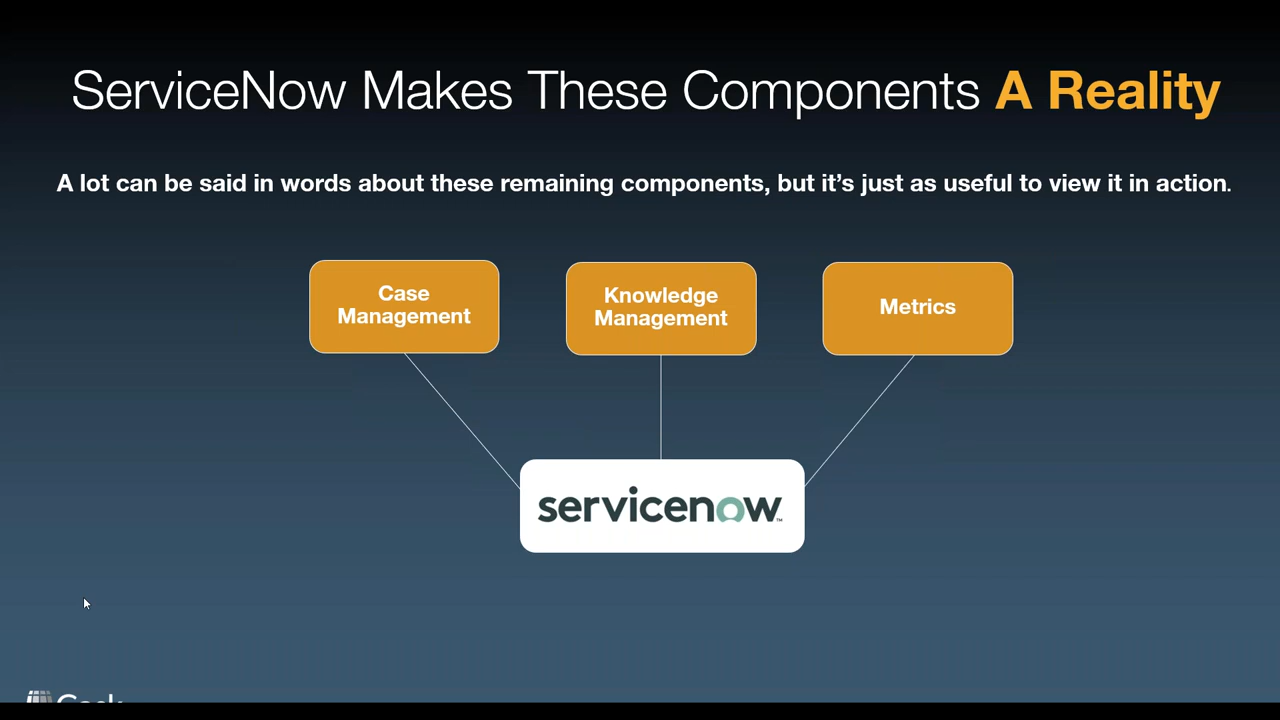 ServiceNow Makes These Components A Reality
A lot can be said in words about these remaining components, but it's just as useful to view it in action.
Case
Management
Knowledge
Management
Metrics
servicenow™